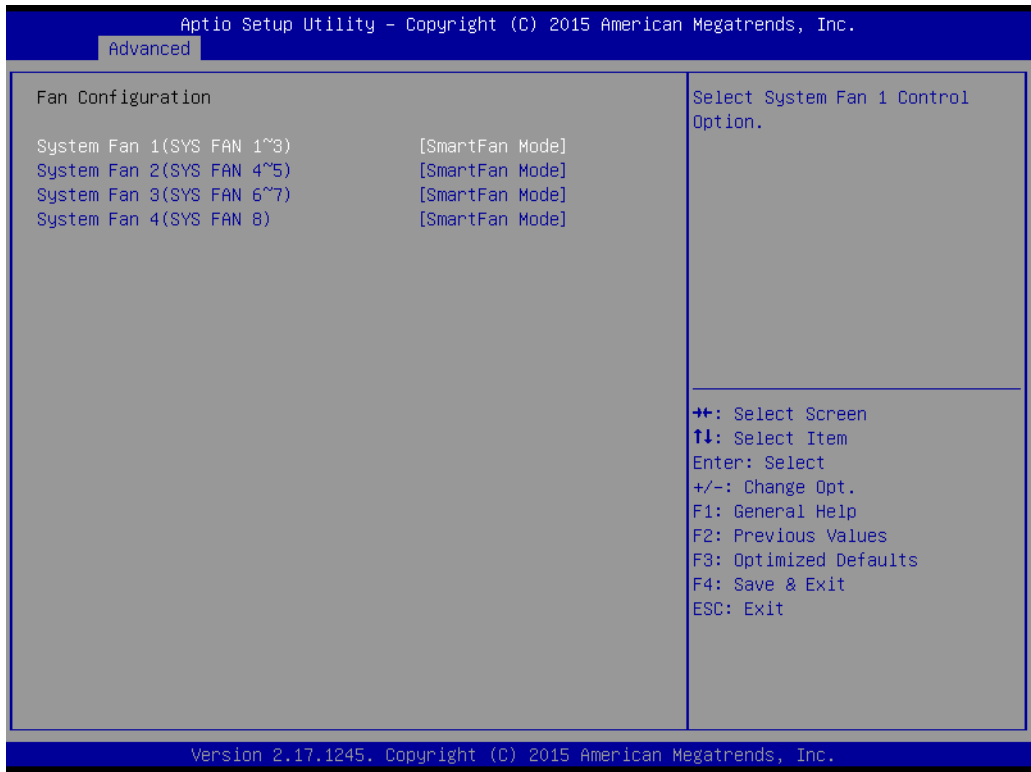 Aptio Setup Utility – Copyright (C) 2015 American Megatrends, Inc.
Advanced
Fan Configuration
System Fan 1(SYS FAN 1~3) [SmartFan Mode]
System Fan 2(SYS FAN 4~5) [SmartFan Mode]
System Fan 3(SYS FAN 6~7) [SmartFan Mode]
System Fan 4(SYS FAN 8) [SmartFan Mode]
Select System Fan 1 Control
Option.
→←: Select Screen
↑↓: Select Item
Enter: Select
+/-: Change Opt.
F1: General Help
F2: Previous Values
F3: Optimized Defaults
F4: Save & Exit
ESC: Exit
Version 2.17.1245. Copyright (C) 2015 American Megatrends, Inc.